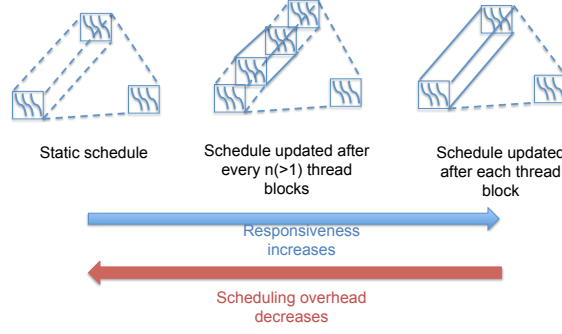 Static schedule
Schedule updated after
every n(>1) thread
blocks
Schedule updated
after each thread
block
Responsiveness
increases
Scheduling overhead
decreases